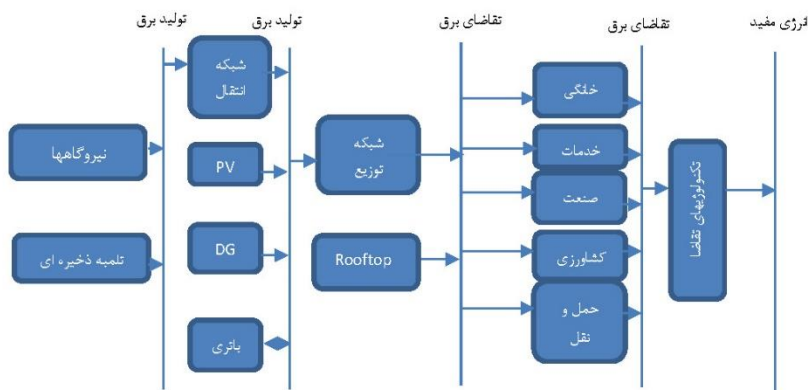 تولید برق
تولید برق
تقاضای برق
تقاضای برق
انرژی مفید
شبکه
انتقال
نیروگاهها
PV
شبکه
توزیع
خانگی
خدمات
صنعت
تکنولوژیهای تقاضا
تلمبه ذخیره ای
DG
Rooftop
کشاورزی
باتری
حمل و
نقل